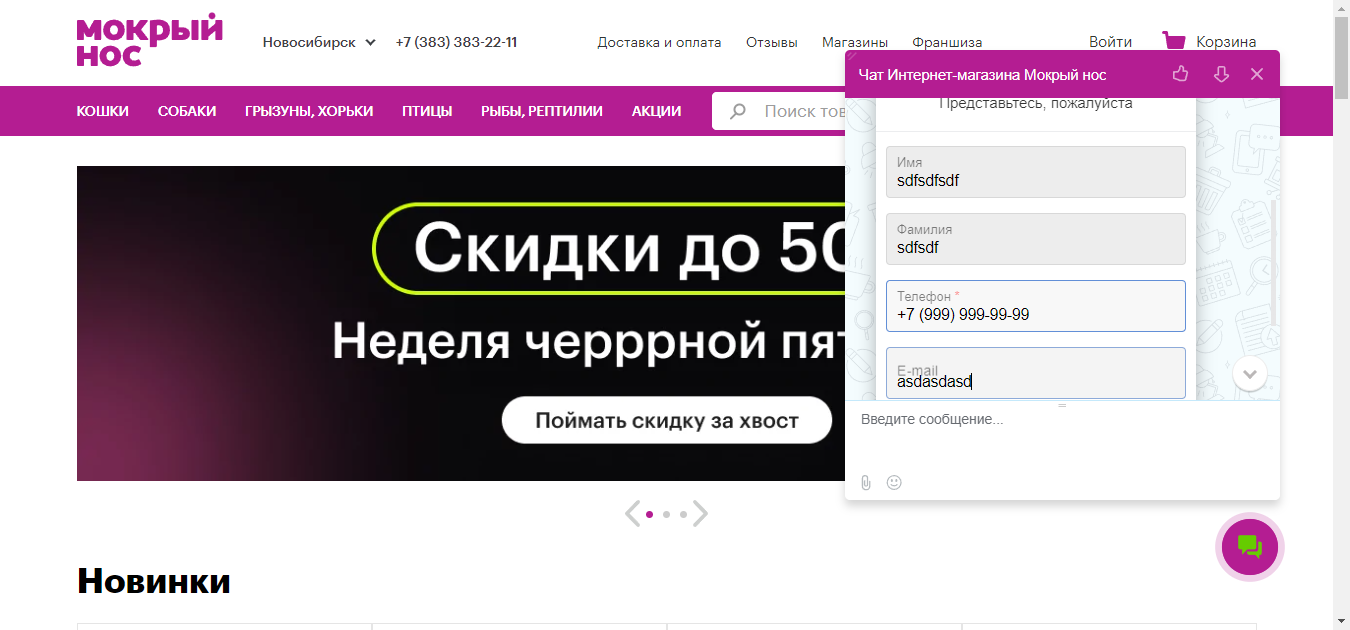 мокрый
нос
Новосибирск
+7 (383) 383-22-11
Доставка и оплата
Отзывы
Магазины
Франшиза
Войти
Корзина
КОШКИ
СОБАКИ
ГРЫЗУНЫ, ХОРЬКИ
ПТИЦЫ
РЫБЫ, РЕПТИЛИИ
АКЦИИ
Поиск тов
Скидки до 50
Неделя черррной пят
Поймать скидку за хвост
Новинки
Чат Интернет-магазина Мокрый нос
Представьтесь, пожалуйста
Имя
sdfsdfsdf
Фамилия
sdfsdf
Телефон *
+7 (999) 999-99-99
E-mail
asdasdasd
Введите сообщение...